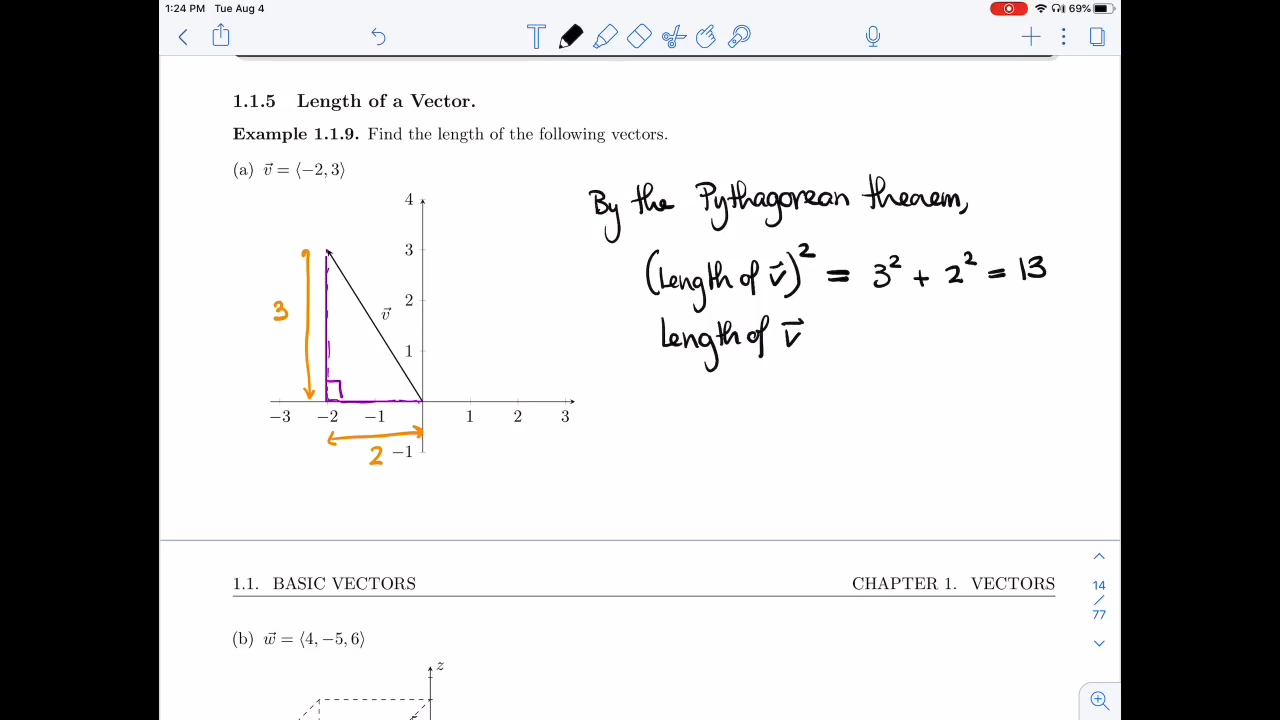 1:24 PM Tue Aug 4
69%
T
1.1.5 Length of a Vector.
Example 1.1.9. Find the length of the following vectors.
(a) v⃗ = ⟨−2, 3⟩
By the Pythagorean theorem,
(Length of v⃗)² = 3² + 2² = 13
Length of v⃗
4
3
2
1
−3 −2 −1 1 2 3
−1
v⃗
3
2
1.1. BASIC VECTORS CHAPTER 1. VECTORS
14
/
77
(b) w⃗ = ⟨4, −5, 6⟩
z